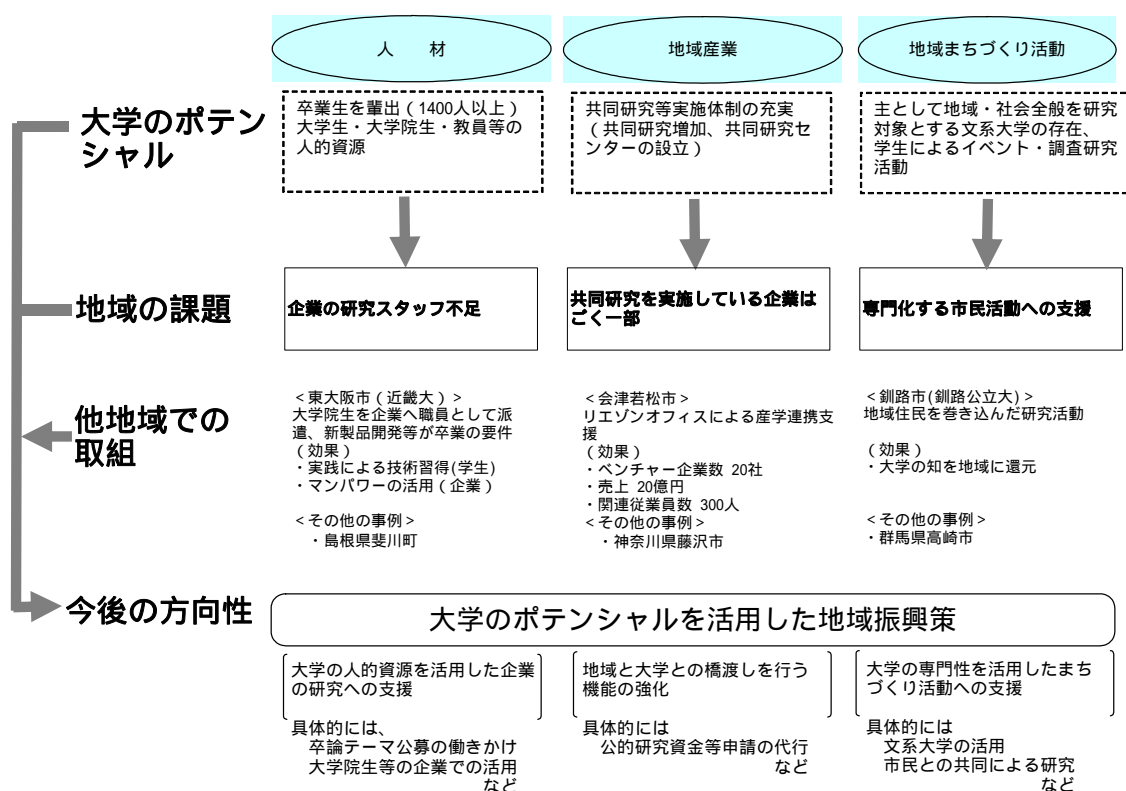 人　　材
地域産業
地域まちづくり活動
大学のポテン
シャル
卒業生を輩出（1400人以上）
大学生・大学院生・教員等の
人的資源
共同研究等実施体制の充実
（共同研究増加、共同研究セ
ンターの設立）
主として地域・社会全般を研究
対象とする文系大学の存在、
学生によるイベント・調査研究
活動
地域の課題
企業の研究スタッフ不足
共同研究を実施している企業は
ごく一部
専門化する市民活動への支援
他地域での
取組
＜東大阪市（近畿大）＞
大学院生を企業へ職員として派
遣、新製品開発等が卒業の要件
（効果）
・実践による技術習得(学生)
・マンパワーの活用（企業）
＜その他の事例＞
・島根県斐川町
＜会津若松市＞
リエゾンオフィスによる産学連携支
援
（効果）
・ベンチャー企業数 20社
・売上 20億円
・関連従業員数 300人
＜その他の事例＞
・神奈川県藤沢市
＜釧路市(釧路公立大)＞
地域住民を巻き込んだ研究活動
（効果）
・大学の知を地域に還元
＜その他の事例＞
・群馬県高崎市
今後の方向性
大学のポテンシャルを活用した地域振興策
大学の人的資源を活用した企業
の研究への支援
具体的には、
卒論テーマ公募の働きかけ
大学院生等の企業での活用
など
地域と大学との橋渡しを行う
機能の強化
具体的には
公的研究資金等申請の代行
など
大学の専門性を活用したまち
づくり活動への支援
具体的には
文系大学の活用
市民との共同による研究
など